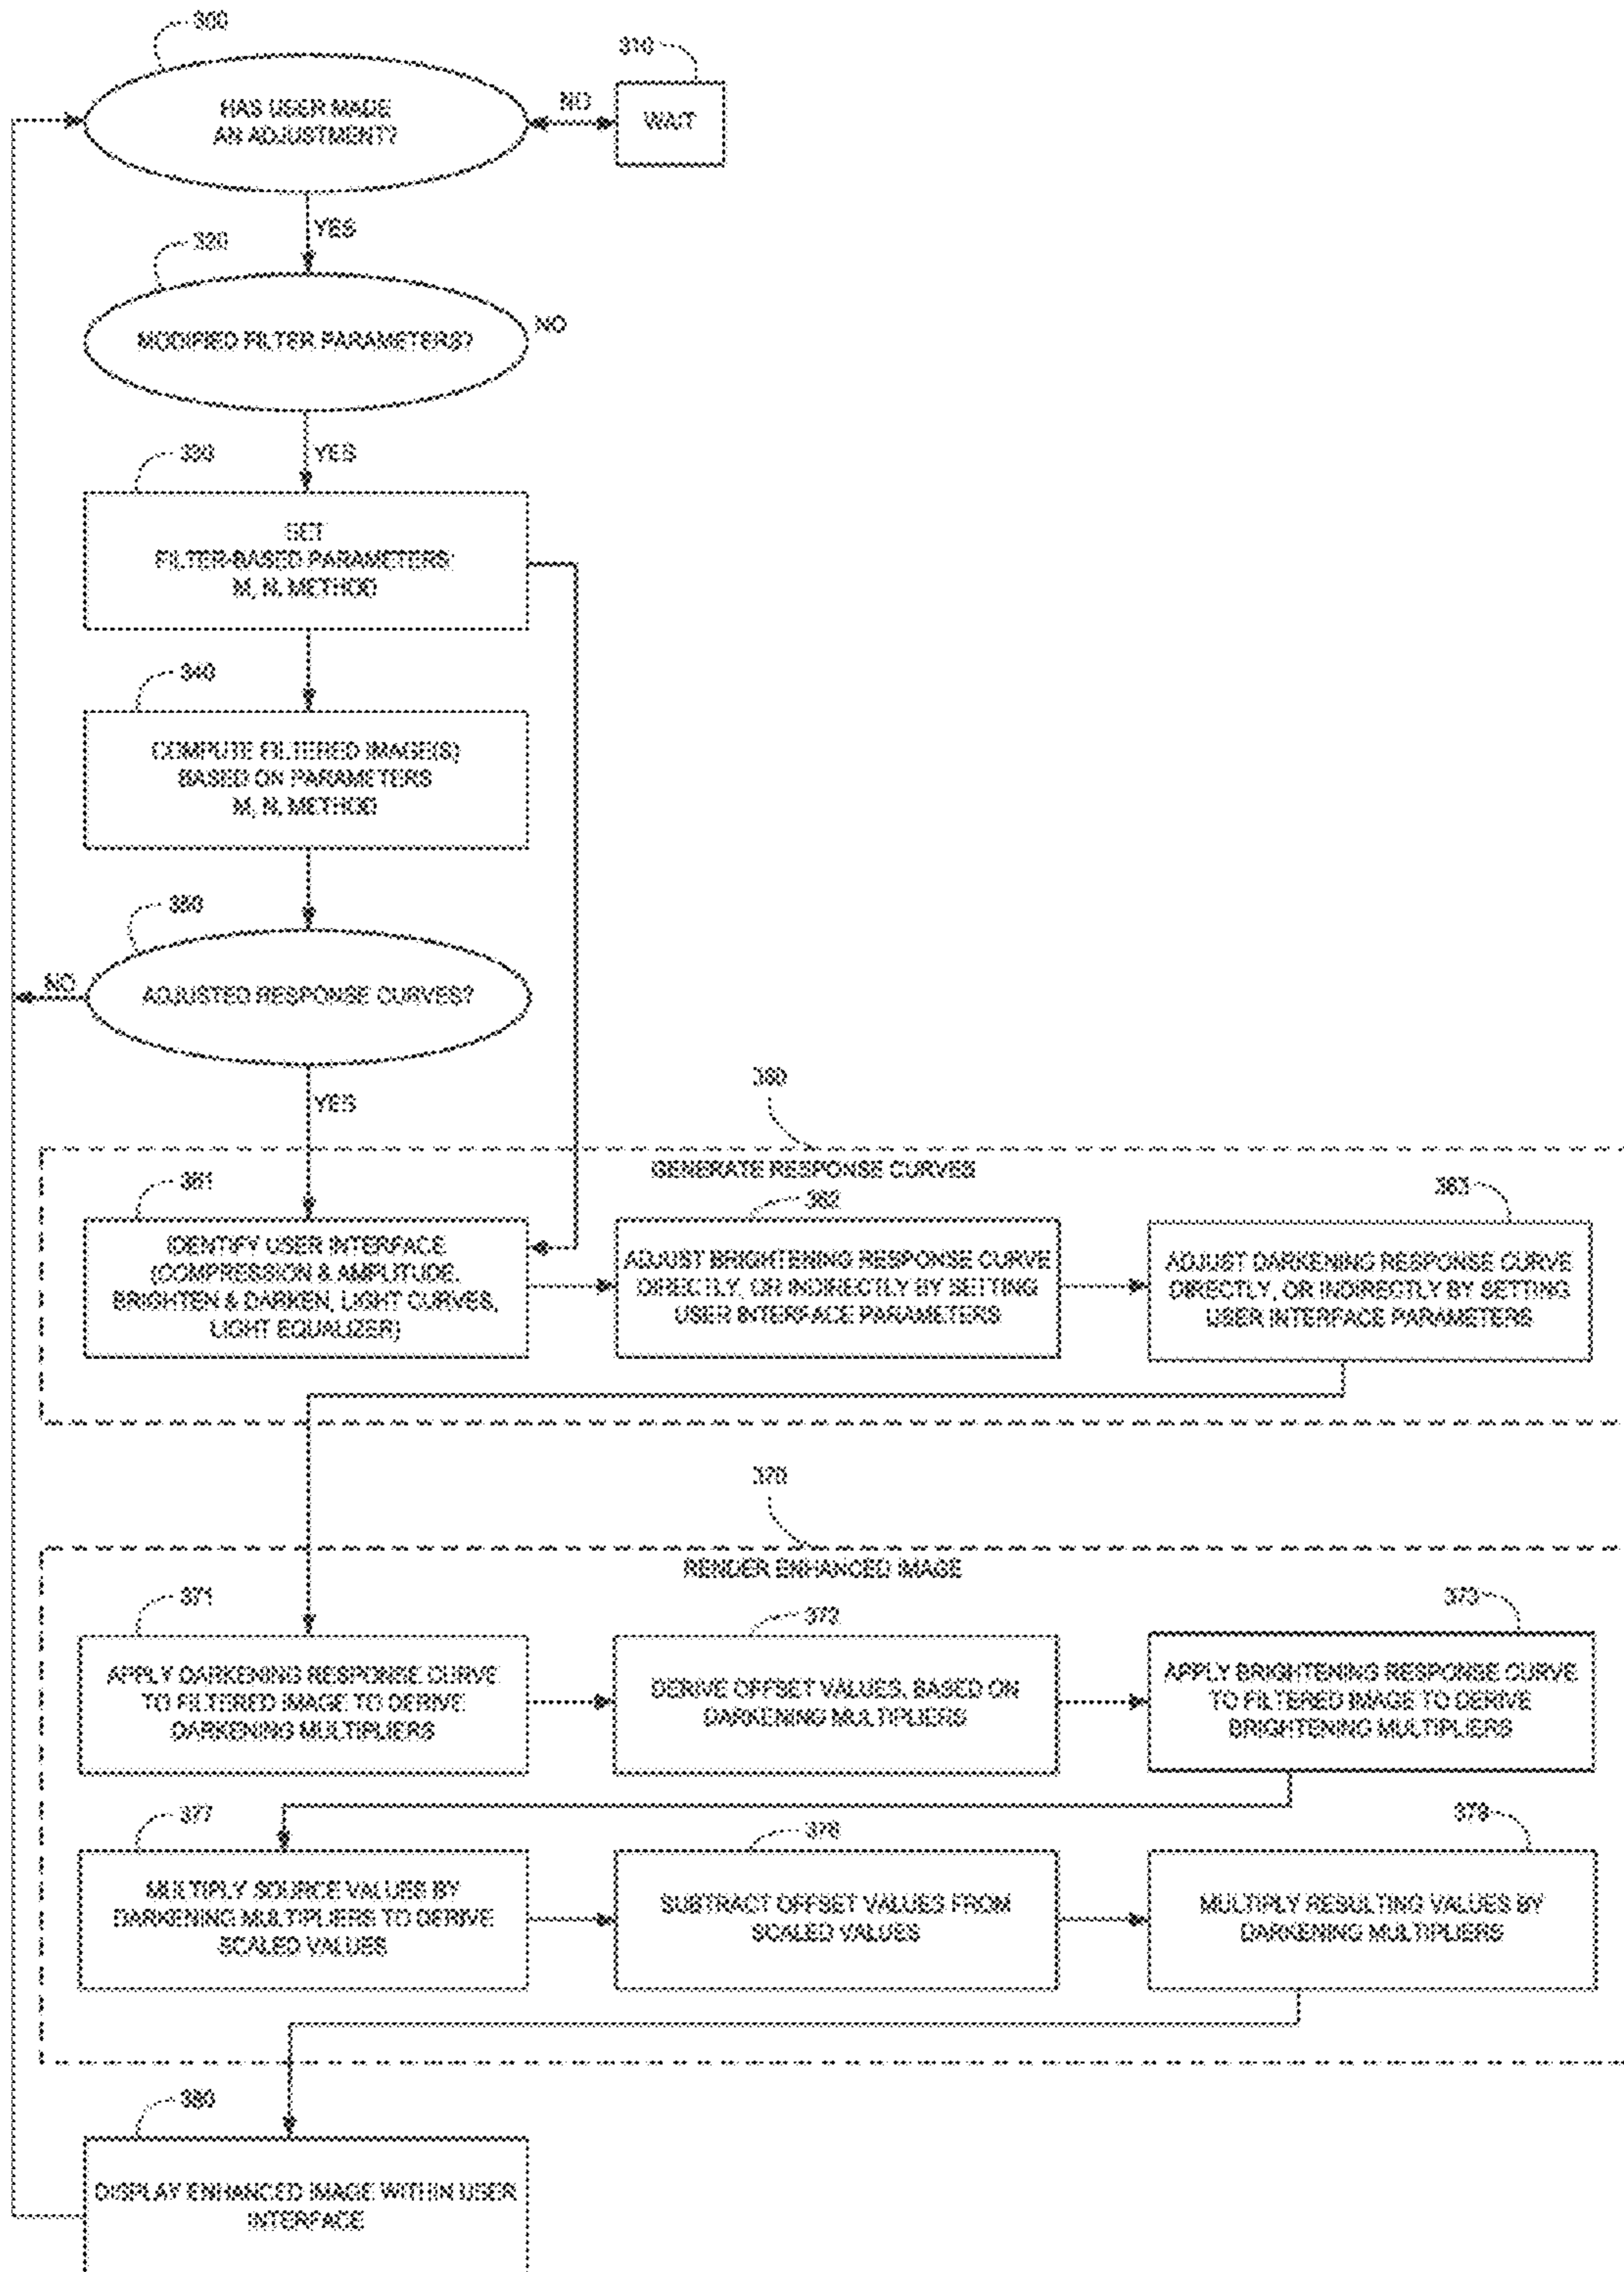 300
310
HAS USER MADE
AN ADJUSTMENT?
NO
WAIT
YES
320
MODIFIED FILTER PARAMETERS?
NO
YES
330
SET
FILTER-BASED PARAMETERS
M, N, METHOD
340
COMPUTE FILTERED IMAGE(S)
BASED ON PARAMETERS
M, N, METHOD
350
ADJUSTED RESPONSE CURVES?
NO
YES
360
GENERATE RESPONSE CURVES
361
IDENTIFY USER INTERFACE
(COMPRESSION & AMPLITUDE,
BRIGHTEN & DARKEN, LIGHT CURVES,
LIGHT EQUALIZER)
362
ADJUST BRIGHTENING RESPONSE CURVE
DIRECTLY, OR INDIRECTLY BY SETTING
USER INTERFACE PARAMETERS
363
ADJUST DARKENING RESPONSE CURVE
DIRECTLY, OR INDIRECTLY BY SETTING
USER INTERFACE PARAMETERS
370
RENDER ENHANCED IMAGE
371
APPLY DARKENING RESPONSE CURVE
TO FILTERED IMAGE TO DERIVE
DARKENING MULTIPLIERS
372
DERIVE OFFSET VALUES, BASED ON
DARKENING MULTIPLIERS
373
APPLY BRIGHTENING RESPONSE CURVE
TO FILTERED IMAGE TO DERIVE
BRIGHTENING MULTIPLIERS
377
MULTIPLY SOURCE VALUES BY
DARKENING MULTIPLIERS TO DERIVE
SCALED VALUES
378
SUBTRACT OFFSET VALUES FROM
SCALED VALUES
379
MULTIPLY RESULTING VALUES BY
DARKENING MULTIPLIERS
380
DISPLAY ENHANCED IMAGE WITHIN USER
INTERFACE